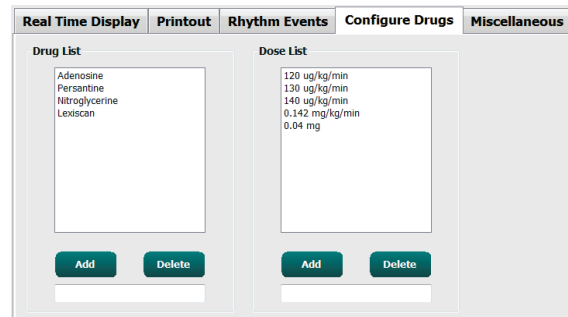 Real Time Display Printout Rhythm Events Configure Drugs Miscellaneous
Drug List
Adenosine
Persantine
Nitroglycerine
Lexiscan
Add Delete
Dose List
120 ug/kg/min
130 ug/kg/min
140 ug/kg/min
0.142 mg/kg/min
0.04 mg
Add Delete